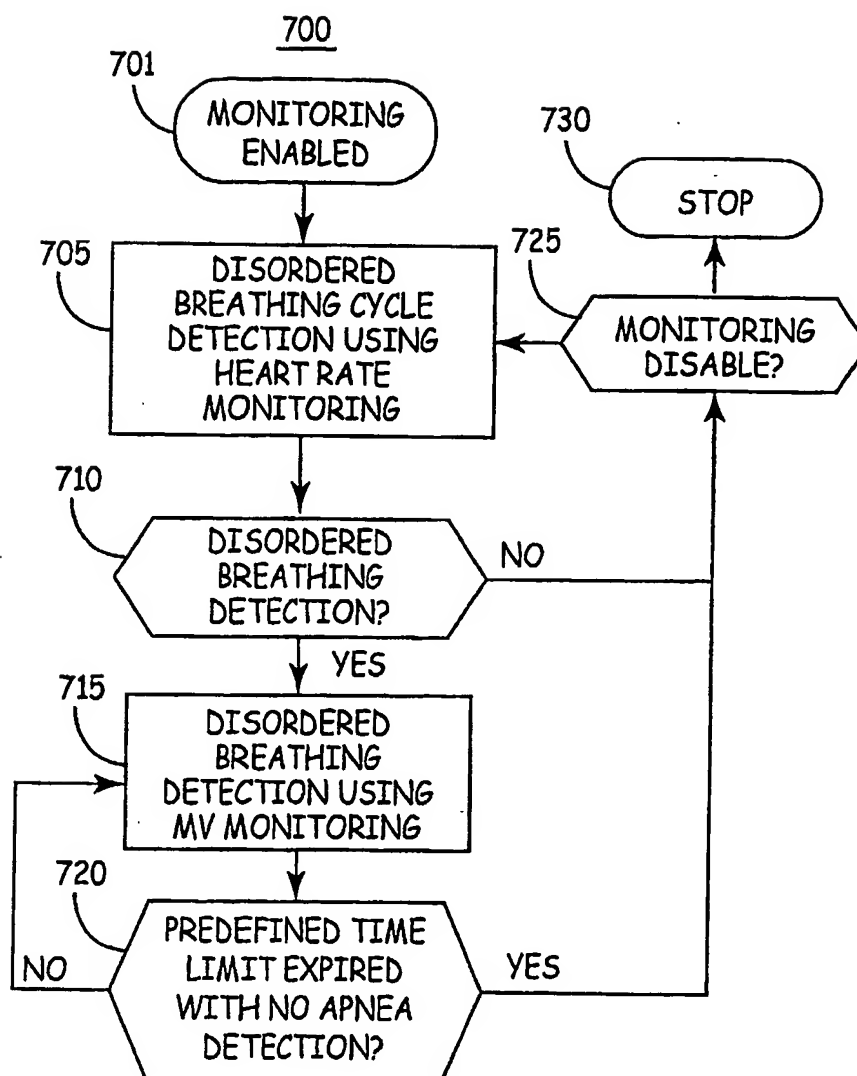 700
701
MONITORING
ENABLED
730
STOP
705
DISORDERED
BREATHING CYCLE
DETECTION USING
HEART RATE
MONITORING
725
MONITORING
DISABLE?
710
DISORDERED
BREATHING
DETECTION?
NO
YES
715
DISORDERED
BREATHING
DETECTION USING
MV MONITORING
720
PREDEFINED TIME
LIMIT EXPIRED
WITH NO APNEA
DETECTION?
NO
YES